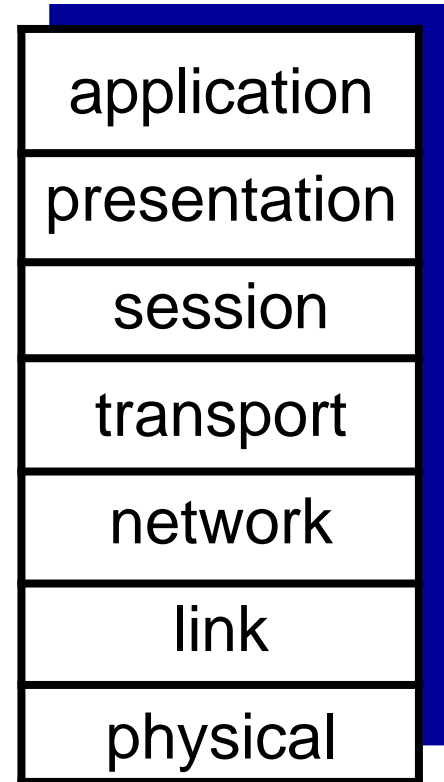 application
presentation
session
transport
network
link
physical